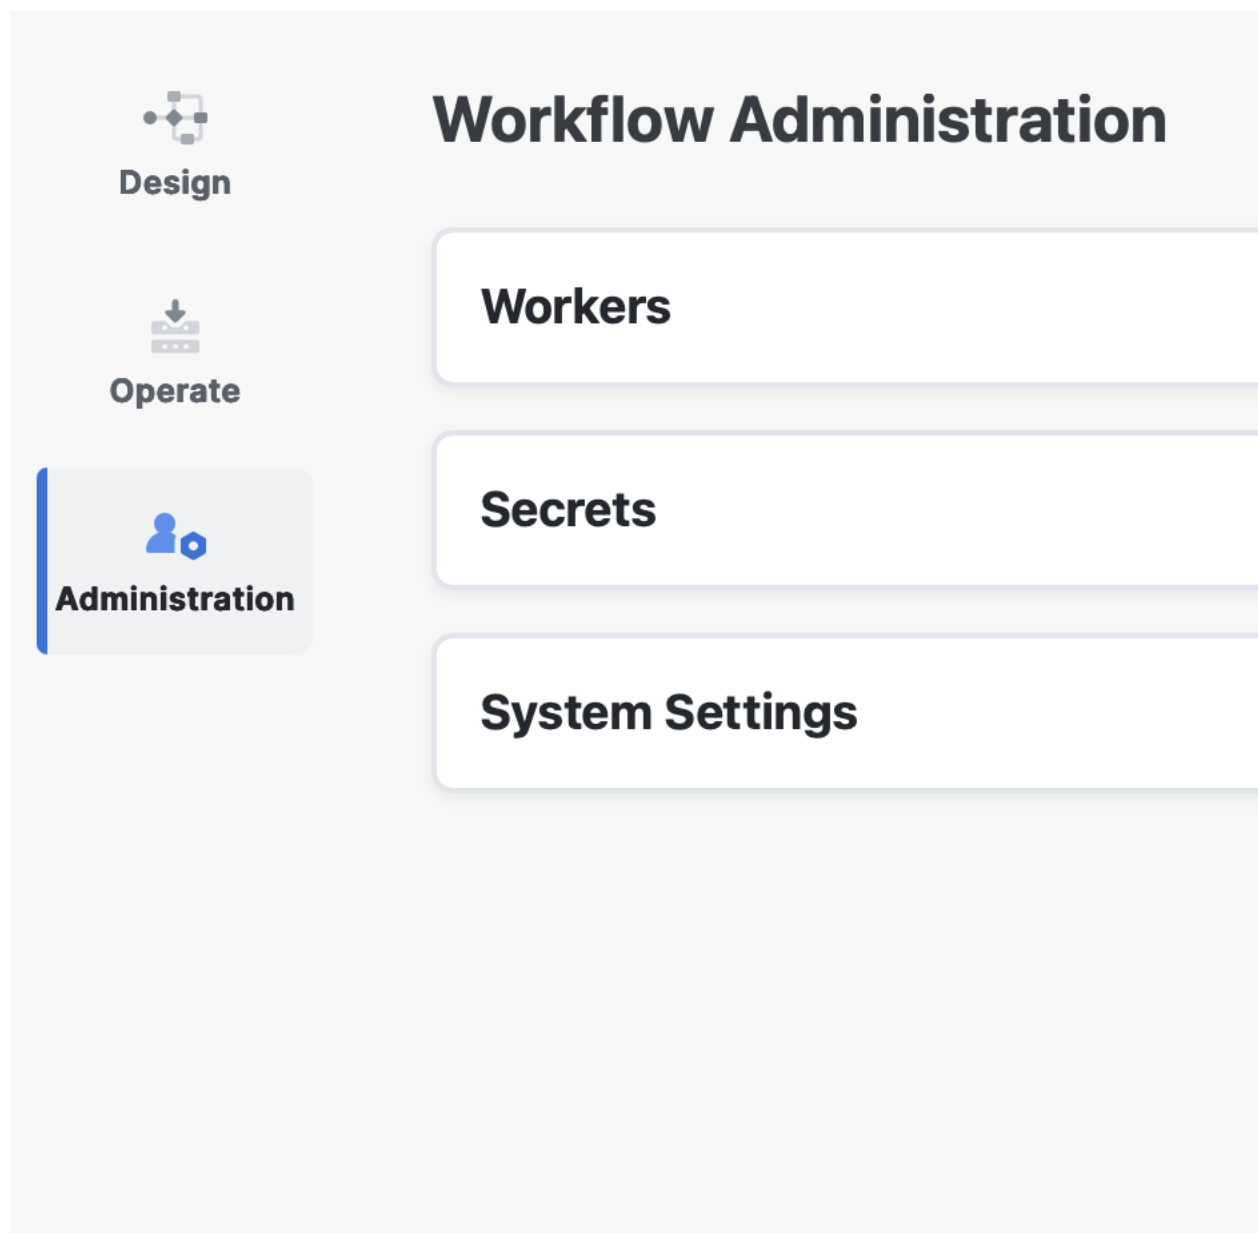 Design
Operate
Administration
Workflow Administration
Workers
Secrets
System Settings